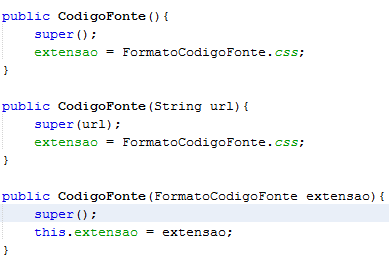 public CodigoFonte(){
    super();
    extensao = FormatoCodigoFonte.css;
}

public CodigoFonte(String url){
    super(url);
    extensao = FormatoCodigoFonte.css;
}

public CodigoFonte(FormatoCodigoFonte extensao){
    super();
    this.extensao = extensao;
}